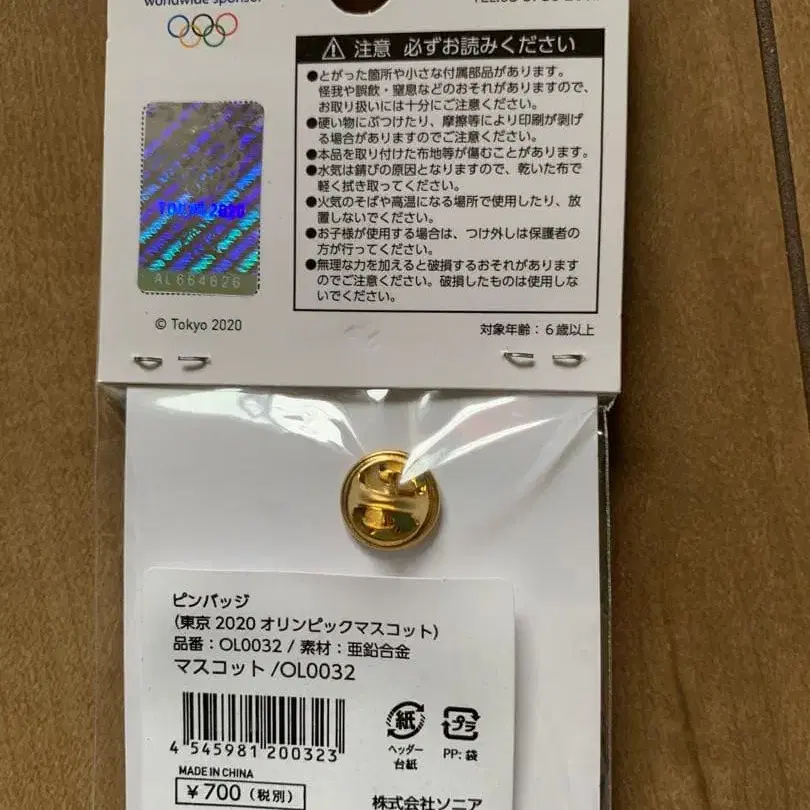 worldwide sponsor
注意 必ずお読みください
●とがった箇所や小さな付属部品があります。
怪我や誤飲・窒息などのおそれがありますので、
お取り扱いには十分にご注意ください。
●硬い物にぶつけたり、摩擦等により印刷が剥げ
る場合がありますのでご注意ください。
●本品を取り付けた布地等が傷むことがあります。
●水気は錆びの原因となりますので、乾いた布で
軽く拭き取ってください。
●火気のそばや高温になる場所で使用したり、放
置しないでください。
●お子様が使用する場合は、つけ外しは保護者の
方が行ってください。
●無理な力を加えると破損するおそれがあります
のでご注意ください。破損したものは使用しな
いでください。
TOKYO 2020
AL664626
© Tokyo 2020
対象年齢：6歳以上
ピンバッジ
（東京 2020 オリンピックマスコット）
品番：OL0032 / 素材：亜鉛合金
マスコット /OL0032
4 545981 200323
紙
ヘッダー
台紙
プラ
PP: 袋
MADE IN CHINA
￥700（税別）
株式会社ソニア